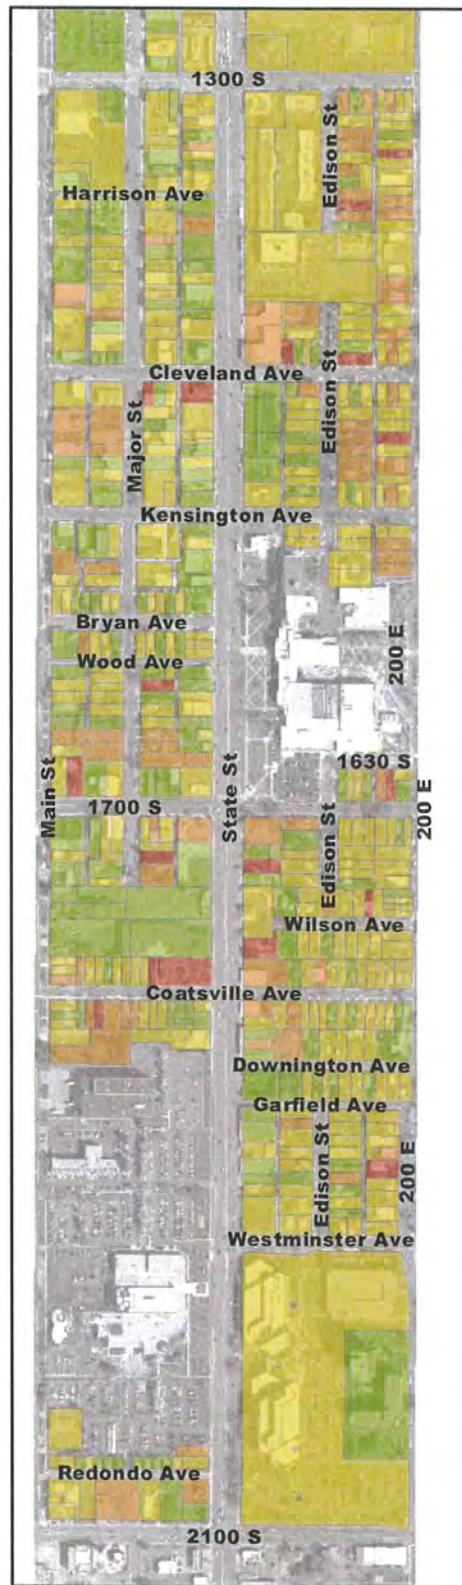 1300 S
Edison St
Harrison Ave
Cleveland Ave
Major St
Edison St
Kensington Ave
Bryan Ave
Wood Ave
200 E
1630 S
Main St
1700 S
State St
200 E
Edison St
Wilson Ave
Coatsville Ave
Downington Ave
Garfield Ave
Edison St
200 E
Westminster Ave
Redondo Ave
2100 S